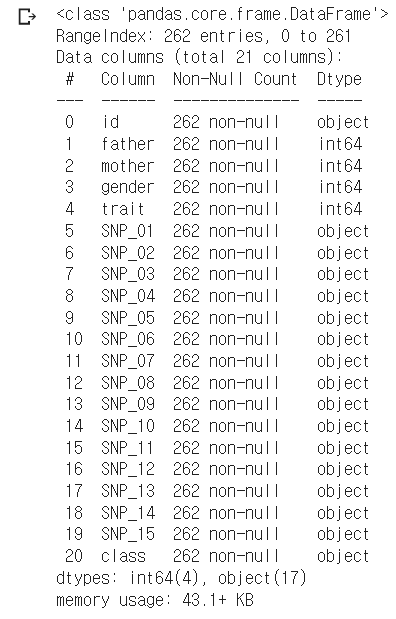 <class 'pandas.core.frame.DataFrame'>
RangeIndex: 262 entries, 0 to 261
Data columns (total 21 columns):
 #   Column  Non-Null Count  Dtype
---  ------  --------------  -----
 0   id      262 non-null    object
 1   father  262 non-null    int64
 2   mother  262 non-null    int64
 3   gender  262 non-null    int64
 4   trait   262 non-null    int64
 5   SNP_01  262 non-null    object
 6   SNP_02  262 non-null    object
 7   SNP_03  262 non-null    object
 8   SNP_04  262 non-null    object
 9   SNP_05  262 non-null    object
 10  SNP_06  262 non-null    object
 11  SNP_07  262 non-null    object
 12  SNP_08  262 non-null    object
 13  SNP_09  262 non-null    object
 14  SNP_10  262 non-null    object
 15  SNP_11  262 non-null    object
 16  SNP_12  262 non-null    object
 17  SNP_13  262 non-null    object
 18  SNP_14  262 non-null    object
 19  SNP_15  262 non-null    object
 20  class   262 non-null    object
dtypes: int64(4), object(17)
memory usage: 43.1+ KB